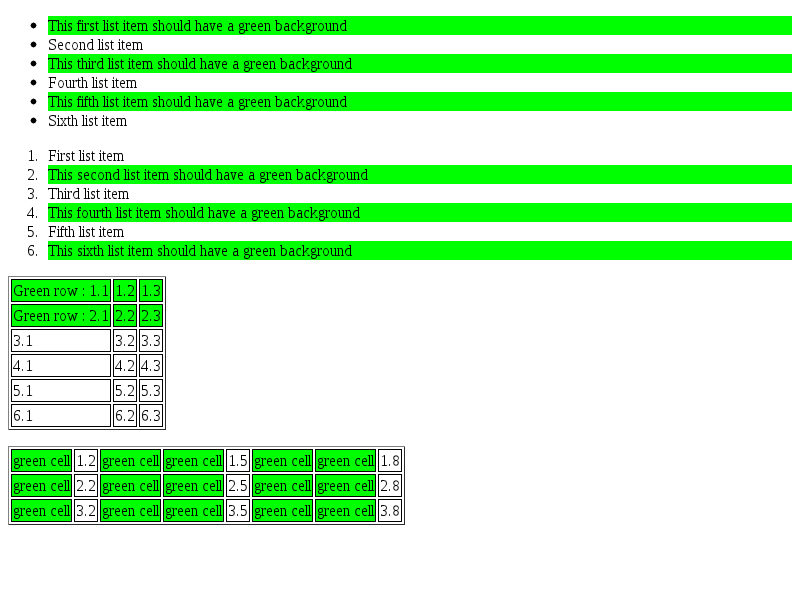 • This first list item should have a green background
• Second list item
• This third list item should have a green background
• Fourth list item
• This fifth list item should have a green background
• Sixth list item
1. First list item
2. This second list item should have a green background
3. Third list item
4. This fourth list item should have a green background
5. Fifth list item
6. This sixth list item should have a green background
Green row : 1.1 1.2 1.3
Green row : 2.1 2.2 2.3
3.1 3.2 3.3
4.1 4.2 4.3
5.1 5.2 5.3
6.1 6.2 6.3
green cell 1.2 green cell green cell 1.5 green cell green cell 1.8
green cell 2.2 green cell green cell 2.5 green cell green cell 2.8
green cell 3.2 green cell green cell 3.5 green cell green cell 3.8